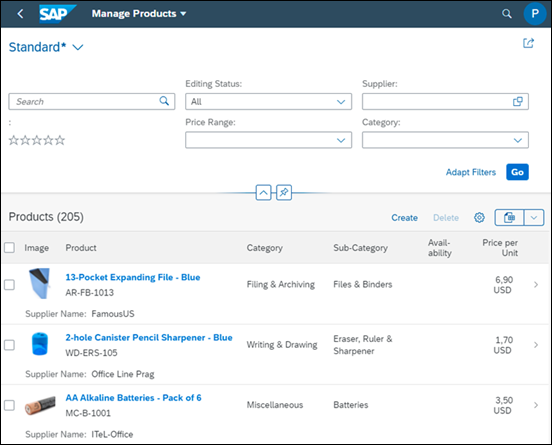 SAP Manage Products P
Standard*
Editing Status: Supplier:
Search All
: Price Range: Category:
Adapt Filters Go
Products (205) Create Delete
Image Product Category Sub-Category Avail-ability Price per Unit
13-Pocket Expanding File - Blue
AR-FB-1013 Filing & Archiving Files & Binders 6,90 USD
Supplier Name: FamousUS
2-hole Canister Pencil Sharpener - Blue
WD-ERS-105 Writing & Drawing Eraser, Ruler & Sharpener 1,70 USD
Supplier Name: Office Line Prag
AA Alkaline Batteries - Pack of 6
MC-B-1001 Miscellaneous Batteries 3,50 USD
Supplier Name: ITeL-Office